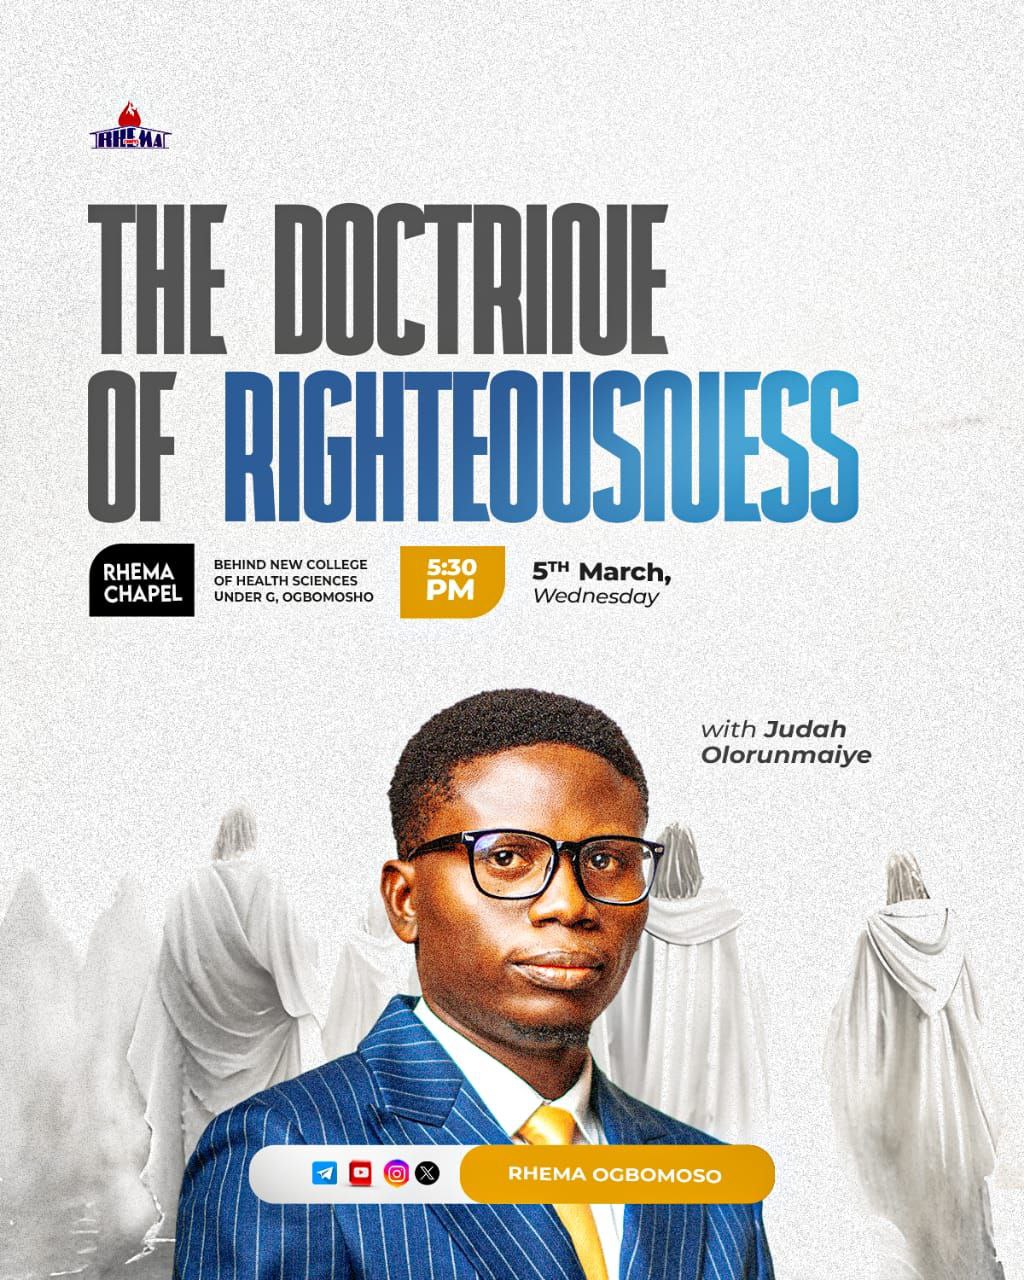 RHEMA
THE DOCTRINE
OF RIGHTEOUSNESS
RHEMA
CHAPEL
BEHIND NEW COLLEGE
OF HEALTH SCIENCES
UNDER G, OGBOMOSHO
5:30
PM
5TH March,
Wednesday
with Judah
Olorunmaiye
RHEMA OGBOMOSO